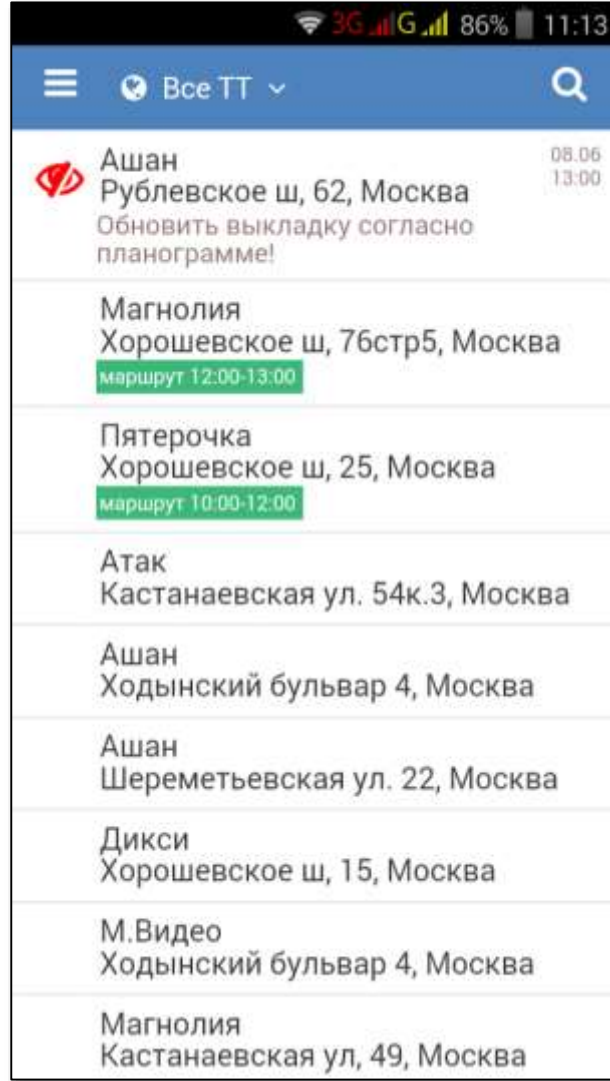 3G G 86% 11:13
Все ТТ
Ашан 08.06
Рублевское ш, 62, Москва 13:00
Обновить выкладку согласно
планограмме!
Магнолия
Хорошевское ш, 76стр5, Москва
маршрут 12:00-13:00
Пятерочка
Хорошевское ш, 25, Москва
маршрут 10:00-12:00
Атак
Кастанаевская ул. 54к.3, Москва
Ашан
Ходынский бульвар 4, Москва
Ашан
Шереметьевская ул. 22, Москва
Дикси
Хорошевское ш, 15, Москва
М.Видео
Ходынский бульвар 4, Москва
Магнолия
Кастанаевская ул, 49, Москва